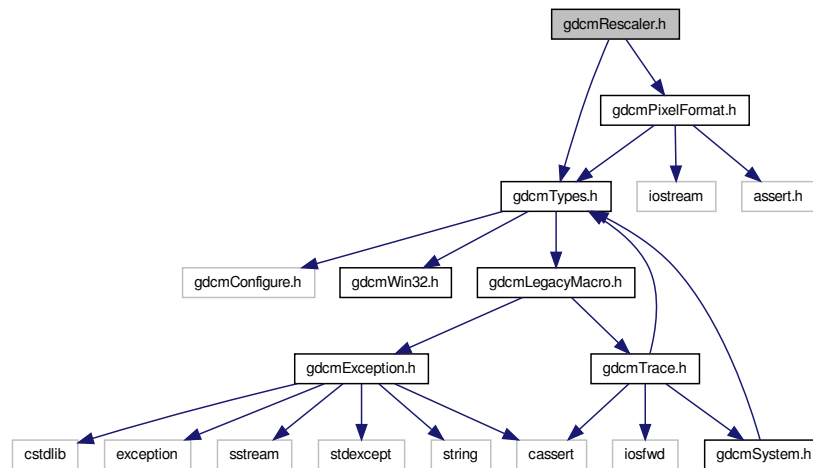 gdcmRescaler.h
gdcmPixelFormat.h
gdcmTypes.h
iostream
assert.h
gdcmConfigure.h
gdcmWin32.h
gdcmLegacyMacro.h
gdcmException.h
gdcmTrace.h
cstdlib
exception
sstream
stdexcept
string
cassert
iosfwd
gdcmSystem.h